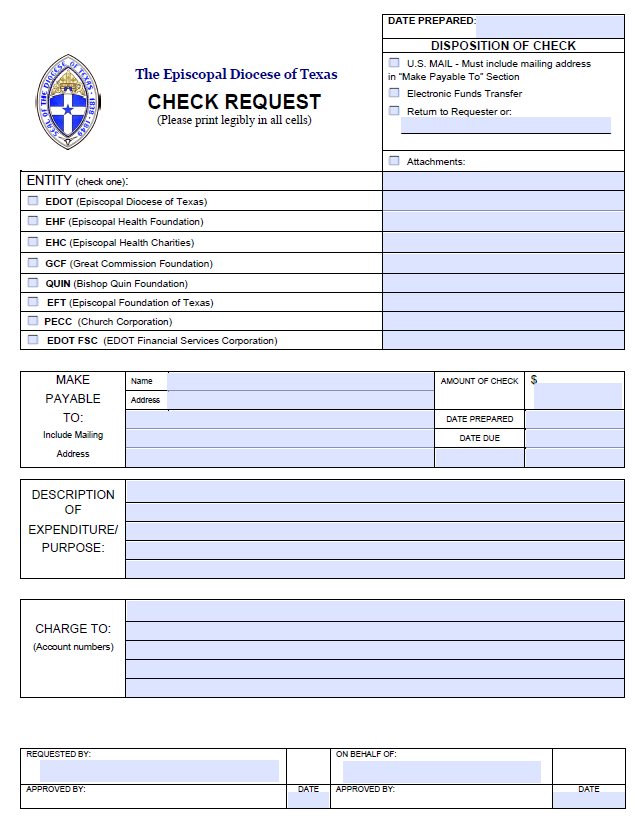 DATE PREPARED:
DISPOSITION OF CHECK
U.S. MAIL - Must include mailing address
in "Make Payable To" Section
Electronic Funds Transfer
Return to Requester or:
Attachments:
SEAL OF THE DIOCESE OF TEXAS · 1838 · 1849 ·
The Episcopal Diocese of Texas
CHECK REQUEST
(Please print legibly in all cells)
ENTITY (check one):
EDOT (Episcopal Diocese of Texas)
EHF (Episcopal Health Foundation)
EHC (Episcopal Health Charities)
GCF (Great Commission Foundation)
QUIN (Bishop Quin Foundation)
EFT (Episcopal Foundation of Texas)
PECC (Church Corporation)
EDOT FSC (EDOT Financial Services Corporation)
MAKE
PAYABLE
TO:
Include Mailing
Address
Name
Address
AMOUNT OF CHECK $
DATE PREPARED
DATE DUE
DESCRIPTION
OF
EXPENDITURE/
PURPOSE:
CHARGE TO:
(Account numbers)
REQUESTED BY:
ON BEHALF OF:
APPROVED BY: DATE
APPROVED BY: DATE